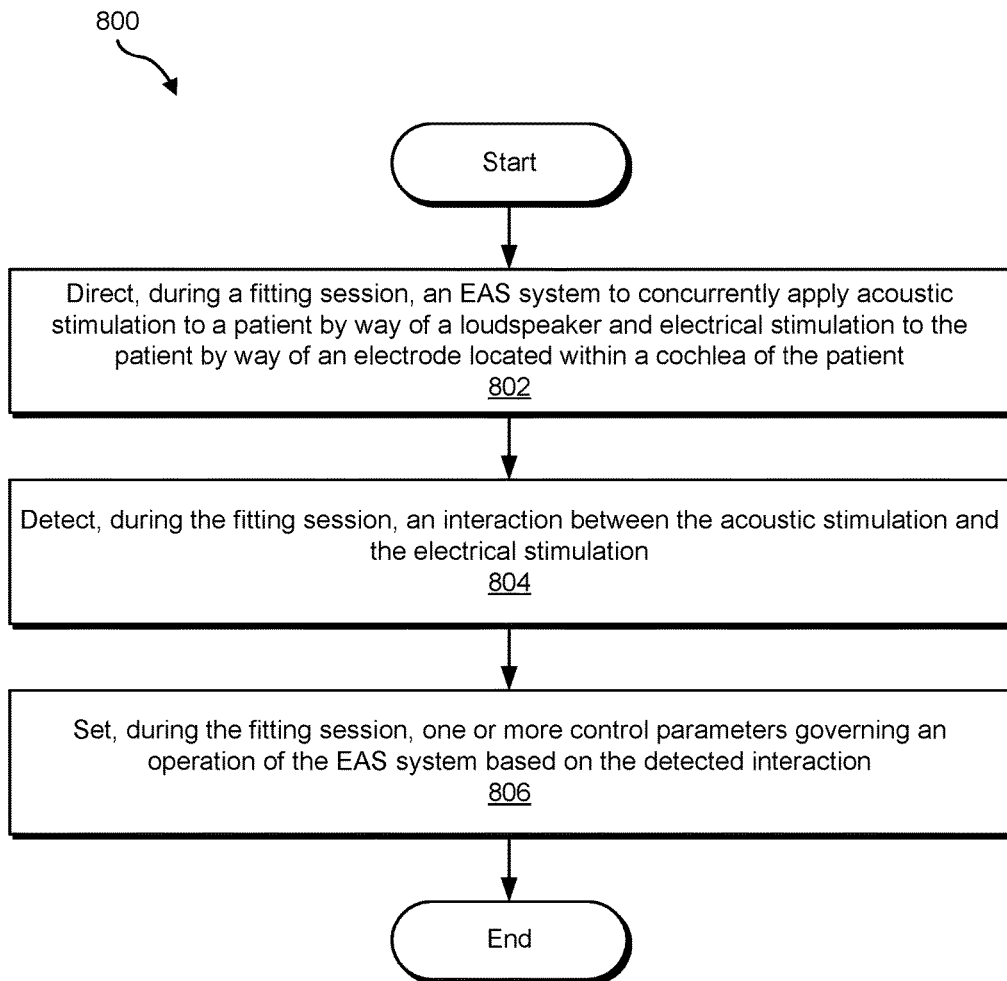 800
Start
Direct, during a fitting session, an EAS system to concurrently apply acoustic
stimulation to a patient by way of a loudspeaker and electrical stimulation to the
patient by way of an electrode located within a cochlea of the patient
802
Detect, during the fitting session, an interaction between the acoustic stimulation and
the electrical stimulation
804
Set, during the fitting session, one or more control parameters governing an
operation of the EAS system based on the detected interaction
806
End